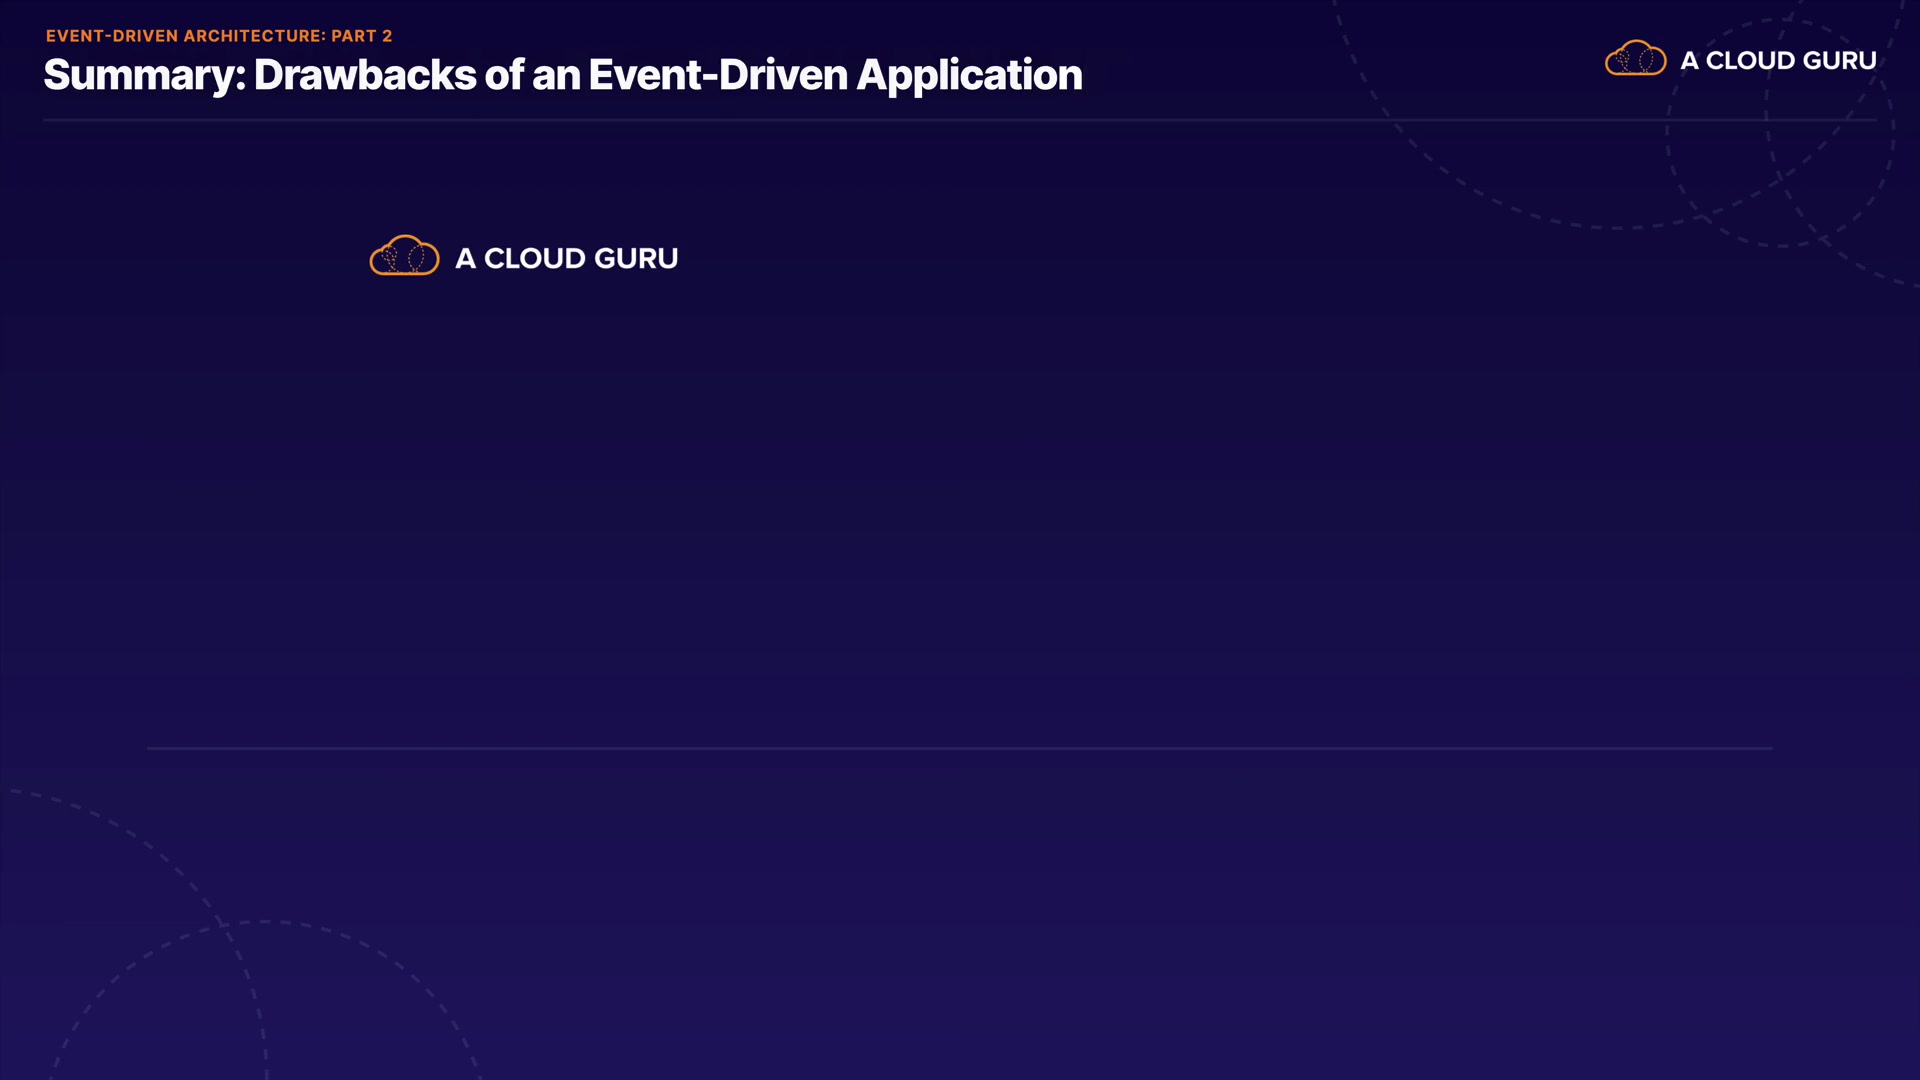 EVENT-DRIVEN ARCHITECTURE: PART 2
Summary: Drawbacks of an Event-Driven Application
A CLOUD GURU
A CLOUD GURU